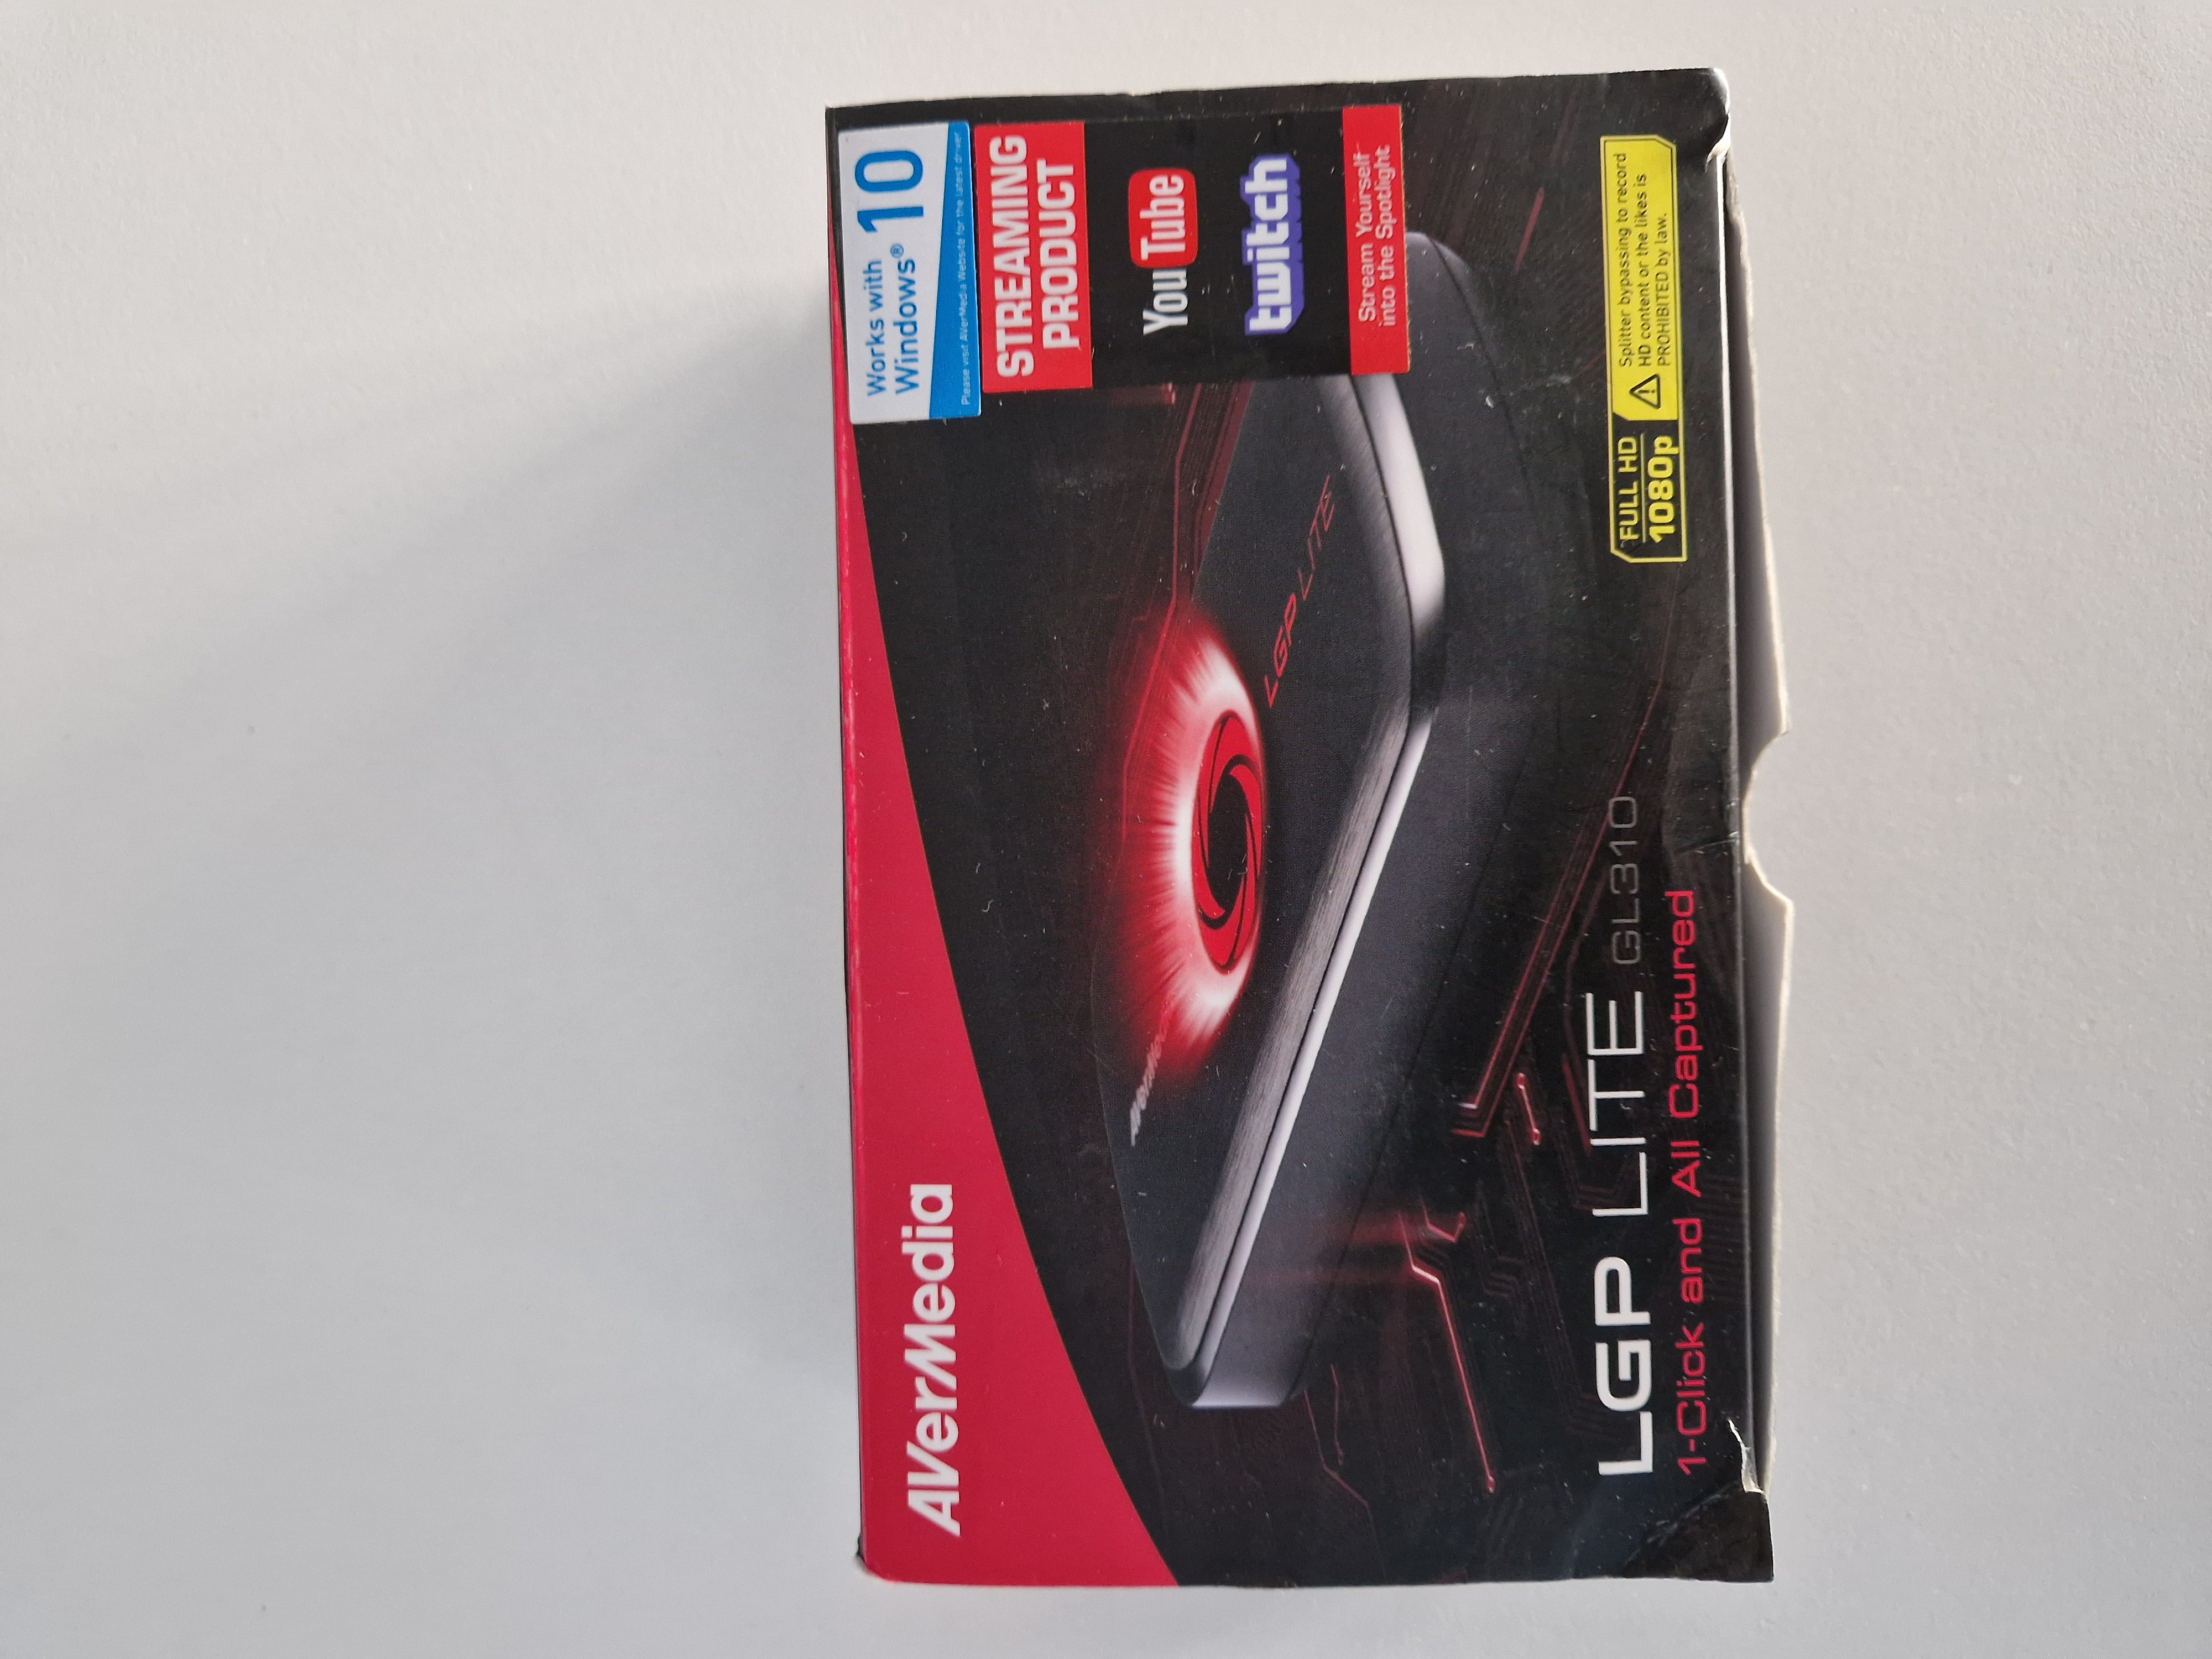 AVerMedia
Works with
Windows® 10
Please visit AVerMedia Website for the latest driver
STREAMING
PRODUCT
YouTube
twitch
Stream Yourself
into the Spotlight
AVerMedia
LGP LITE
LGP LITE GL310
1-Click and All Captured
FULL HD
1080p
Splitter bypassing to record
HD content or the likes is
PROHIBITED by law.